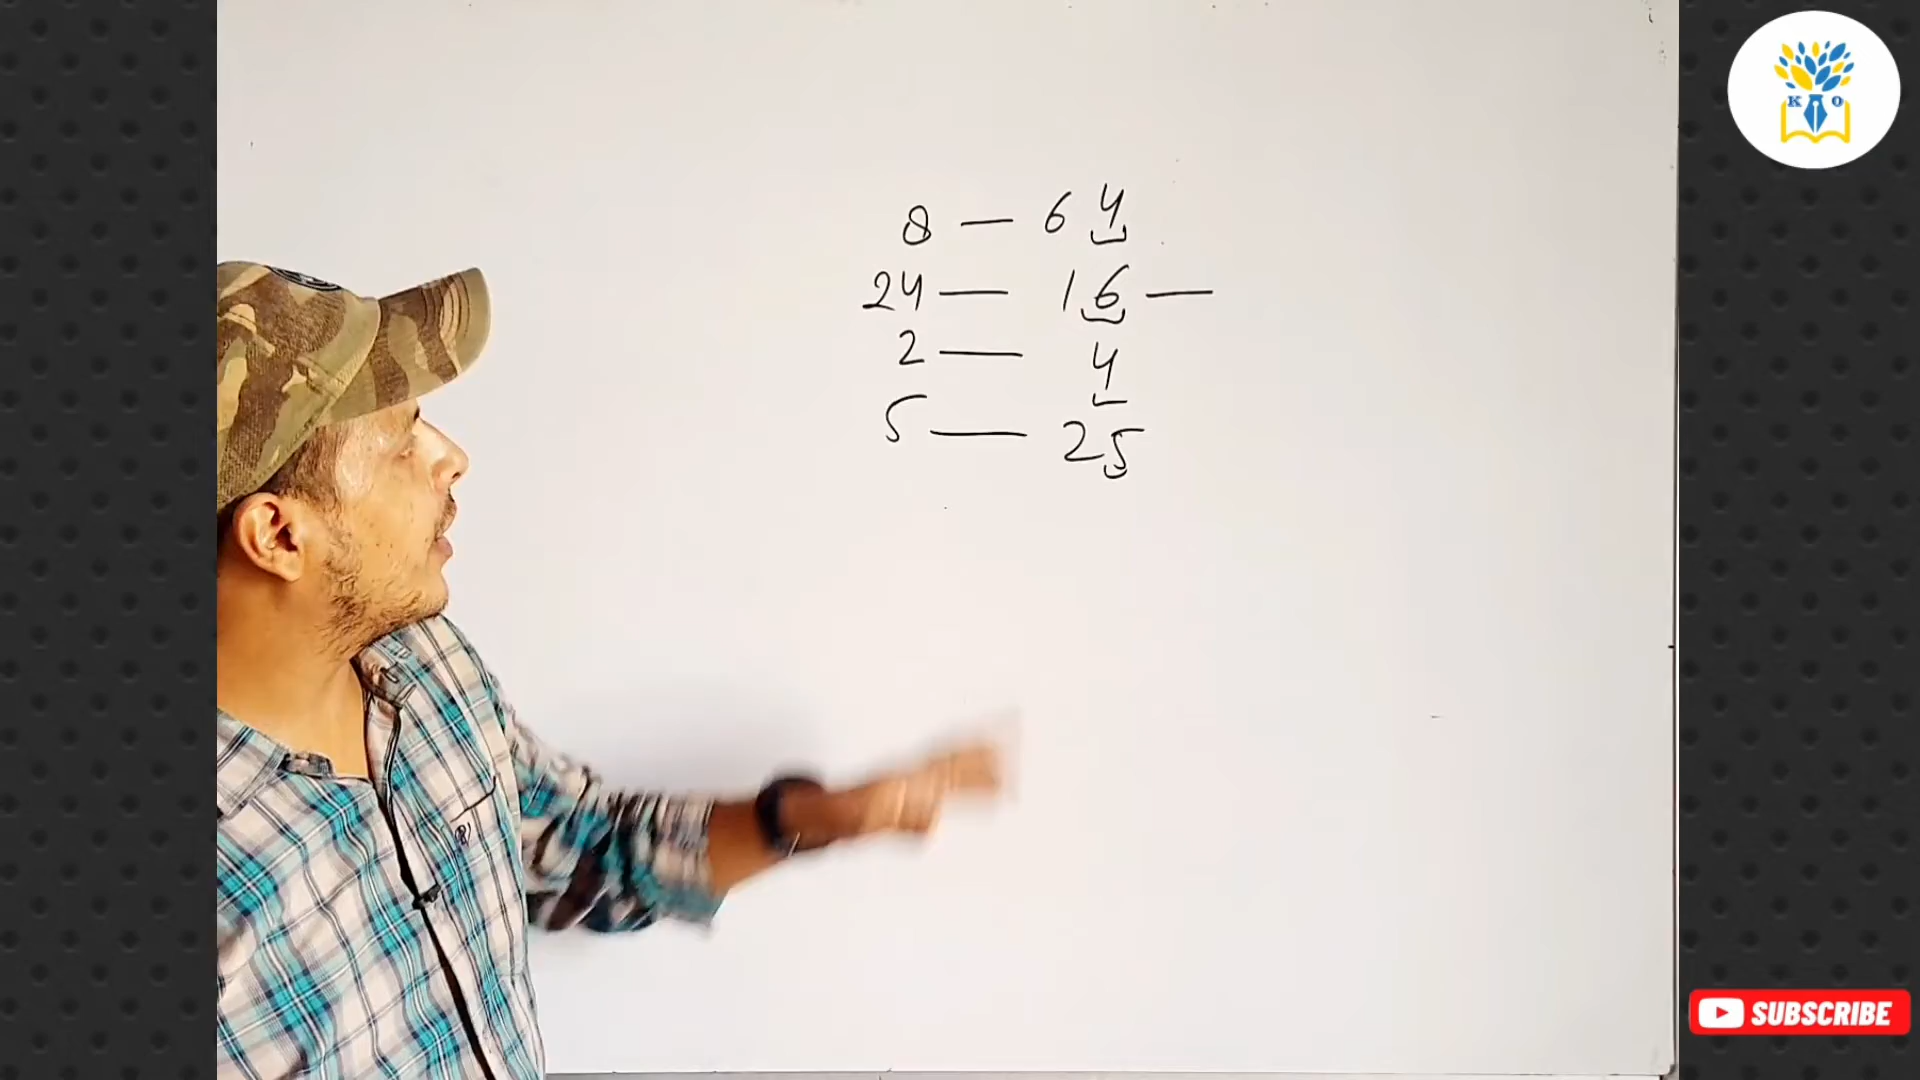 K O
8 — 64
24 — 16 —
2 — 4
5 — 25
SUBSCRIBE